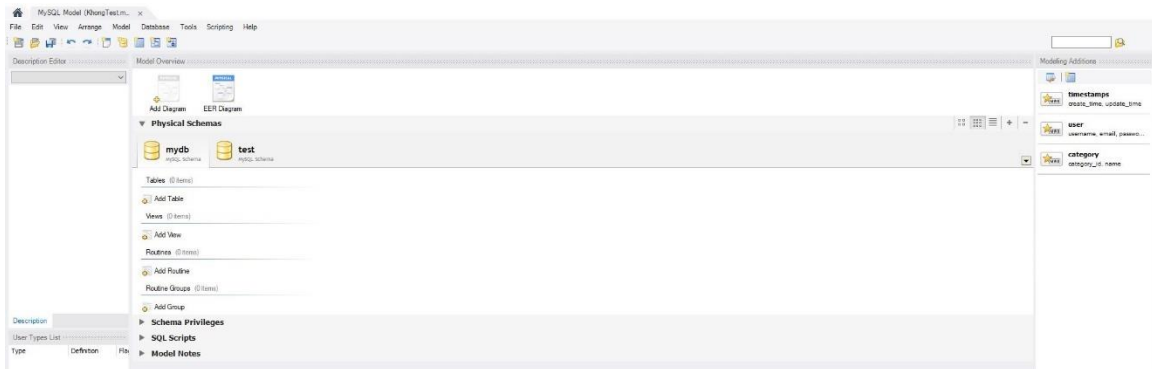 MySQL Model (KhongTest.m... ×
File Edit View Arrange Model Database Tools Scripting Help
Description Editor
Model Overview
Modeling Additions
Add Diagram
EER Diagram
Physical Schemas
mydb
MySQL Schema
test
MySQL Schema
Tables (0 items)
Add Table
Views (0 items)
Add View
Routines (0 items)
Add Routine
Routine Groups (0 items)
Add Group
Schema Privileges
SQL Scripts
Model Notes
Description
User Types List
Type Definition Flag
timestamps
create_time, update_time
user
username, email, passwo...
category
category_id, name